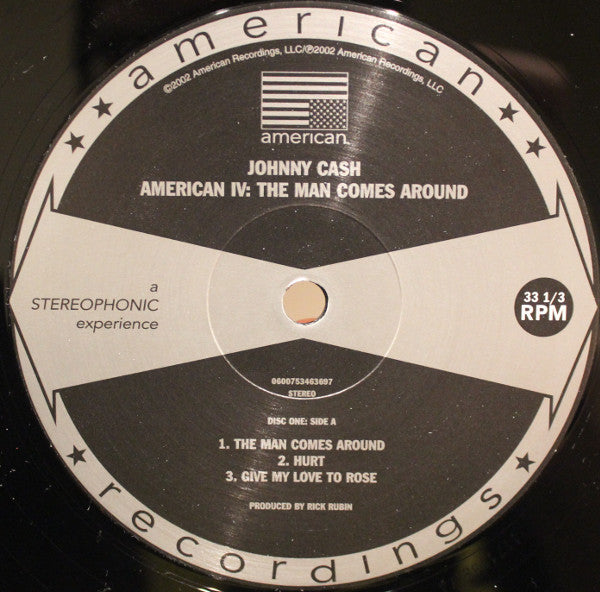 american
©2002 American Recordings, LLC/℗2002 American Recordings, LLC
american™
JOHNNY CASH
AMERICAN IV: THE MAN COMES AROUND
a
STEREOPHONIC
experience
33 1/3
RPM
0600753463697
STEREO
DISC ONE: SIDE A
1. THE MAN COMES AROUND
2. HURT
3. GIVE MY LOVE TO ROSE
PRODUCED BY RICK RUBIN
recordings